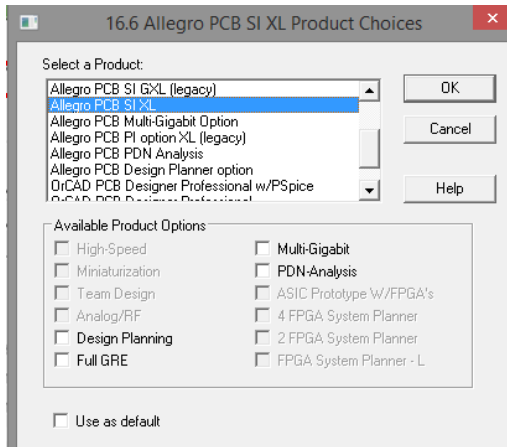 16.6 Allegro PCB SI XL Product Choices
Select a Product:
Allegro PCB SI GXL (legacy)
Allegro PCB SI XL
Allegro PCB Multi-Gigabit Option
Allegro PCB PI option XL (legacy)
Allegro PCB PDN Analysis
Allegro PCB Design Planner option
OrCAD PCB Designer Professional w/PSpice
OrCAD PCB Designer Professional
OK
Cancel
Help
Available Product Options
High-Speed
Miniaturization
Team Design
Analog/RF
Design Planning
Full GRE
Multi-Gigabit
PDN-Analysis
ASIC Prototype W/FPGA's
4 FPGA System Planner
2 FPGA System Planner
FPGA System Planner - L
Use as default